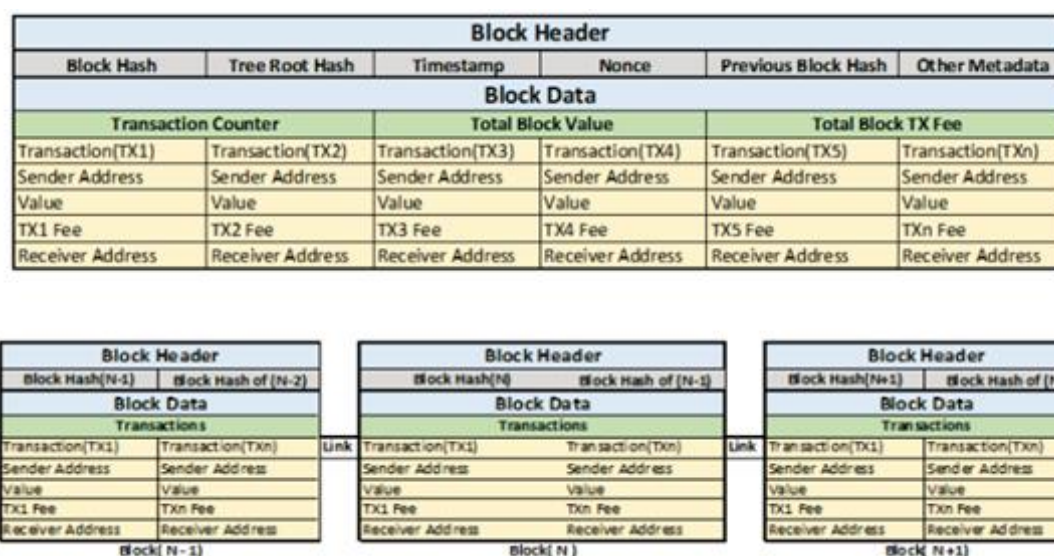 Block Header
Block Hash Tree Root Hash Timestamp Nonce Previous Block Hash Other Metadata
Block Data
Transaction Counter Total Block Value Total Block TX Fee
Transaction(TX1) Transaction(TX2) Transaction(TX3) Transaction(TX4) Transaction(TX5) Transaction(TXn)
Sender Address Sender Address Sender Address Sender Address Sender Address Sender Address
Value Value Value Value Value Value
TX1 Fee TX2 Fee TX3 Fee TX4 Fee TX5 Fee TXn Fee
Receiver Address Receiver Address Receiver Address Receiver Address Receiver Address Receiver Address
Block Header Block Header Block Header
Block Hash(N-1) Block Hash of (N-2) Block Hash(N) Block Hash of (N-1) Block Hash(N+1) Block Hash of (N
Block Data Block Data Block Data
Transactions Transactions Transactions
Transaction(TX1) Transaction(TXn) Link Transaction(TX1) Transaction(TXn) Link Transaction(TX1) Transaction(TXn)
Sender Address Sender Address Sender Address Sender Address Sender Address Sender Address
Value Value Value Value Value Value
TX1 Fee TXn Fee TX1 Fee TXn Fee TX1 Fee TXn Fee
Receiver Address Receiver Address Receiver Address Receiver Address Receiver Address Receiver Address
Block( N - 1) Block( N ) Block( N +1)